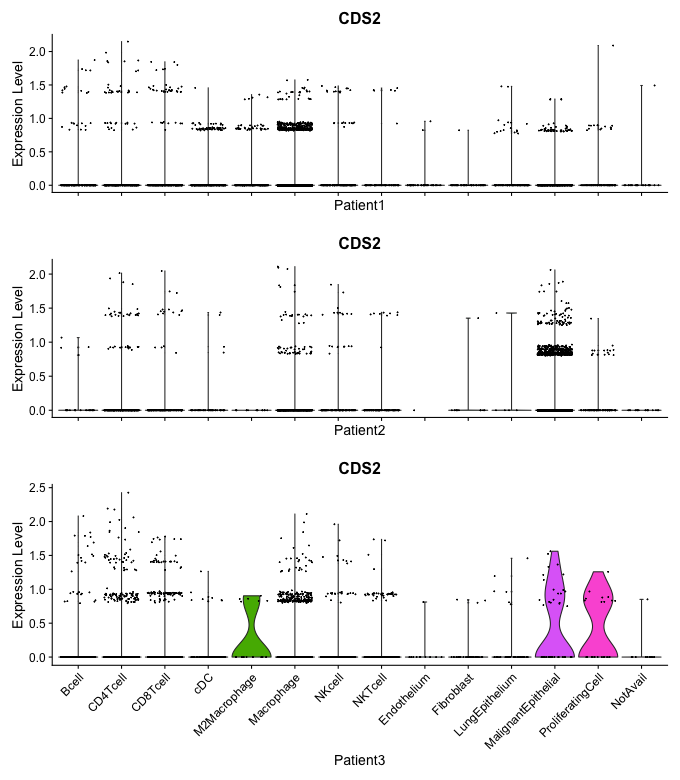 CDS2
Expression Level
2.0
1.5
1.0
0.5
0.0
Patient1
CDS2
Expression Level
2.0
1.5
1.0
0.5
0.0
Patient2
CDS2
Expression Level
2.5
2.0
1.5
1.0
0.5
0.0
Bcell
CD4Tcell
CD8Tcell
cDC
M2Macrophage
Macrophage
NKcell
NKTcell
Endothelium
Fibroblast
LungEpithelium
MalignantEpithelial
ProliferatingCell
NotAvail
Patient3